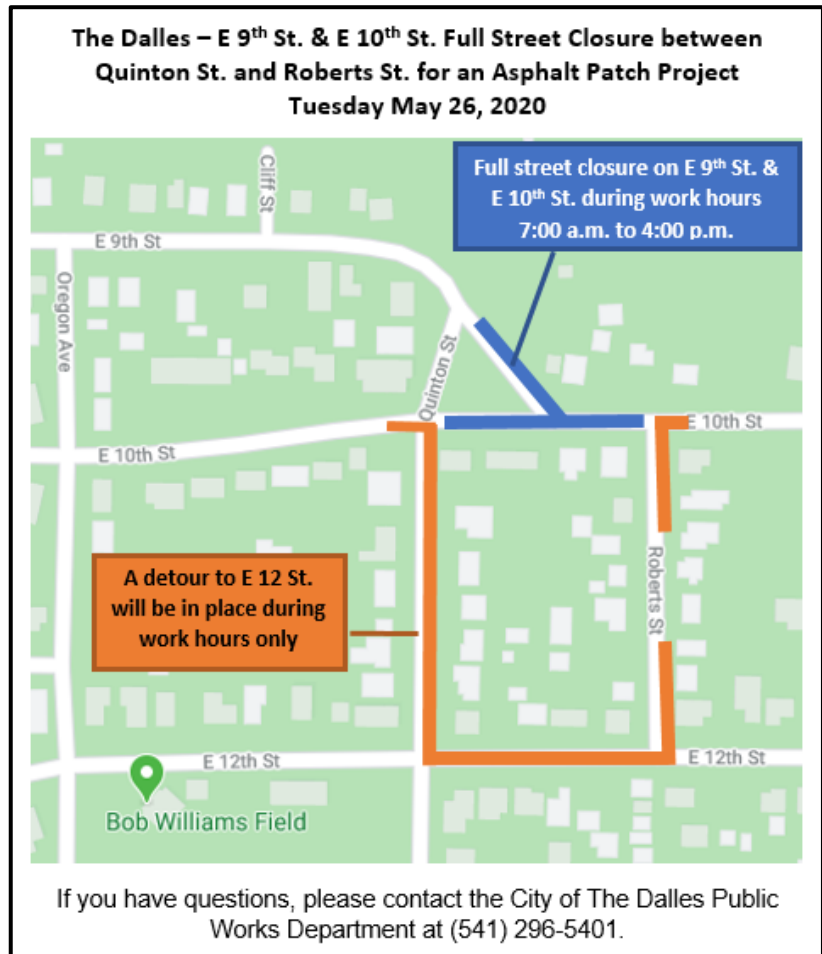 The Dalles – E 9th St. & E 10th St. Full Street Closure between
Quinton St. and Roberts St. for an Asphalt Patch Project
Tuesday May 26, 2020
Full street closure on E 9th St. &
E 10th St. during work hours
7:00 a.m. to 4:00 p.m.
Cliff St
E 9th St
Oregon Ave
Quinton St
E 10th St
E 10th St
A detour to E 12 St.
will be in place during
work hours only
Roberts St
E 12th St
E 12th St
Bob Williams Field
If you have questions, please contact the City of The Dalles Public
Works Department at (541) 296-5401.